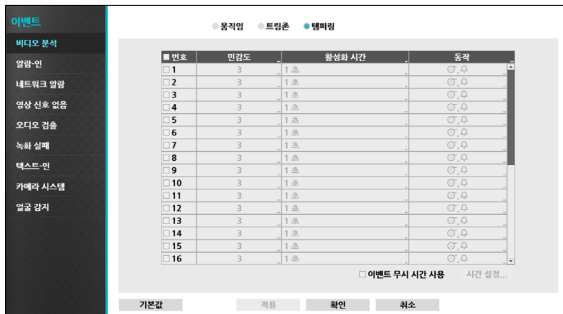 이벤트
움직임 트립존 템퍼링
비디오 분석
알람-인
네트워크 알람
영상 신호 없음
오디오 검출
녹화 실패
텍스트-인
카메라 시스템
얼굴 감지
번호 민감도 활성화 시간 동작
1 3 1 초
2 3 1 초
3 3 1 초
4 3 1 초
5 3 1 초
6 3 1 초
7 3 1 초
8 3 1 초
9 3 1 초
10 3 1 초
11 3 1 초
12 3 1 초
13 3 1 초
14 3 1 초
15 3 1 초
16 3 1 초
이벤트 무시 시간 사용 시간 설정...
기본값 적용 확인 취소